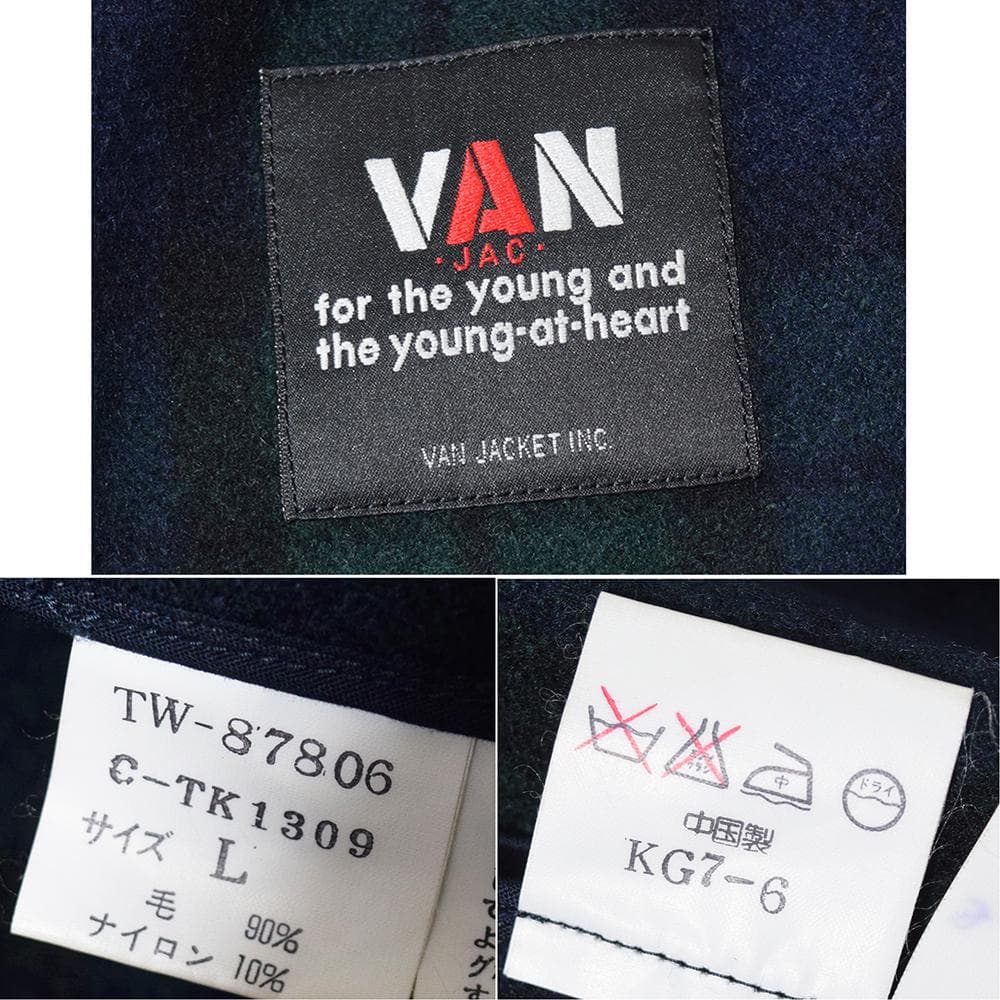 VAN
·JAC·
for the young and
the young-at-heart
VAN JACKET INC.
TW-87806
C-TK1309
サイズ L
毛 90%
ナイロン 10%
中
ドライ
中国製
KG7-6